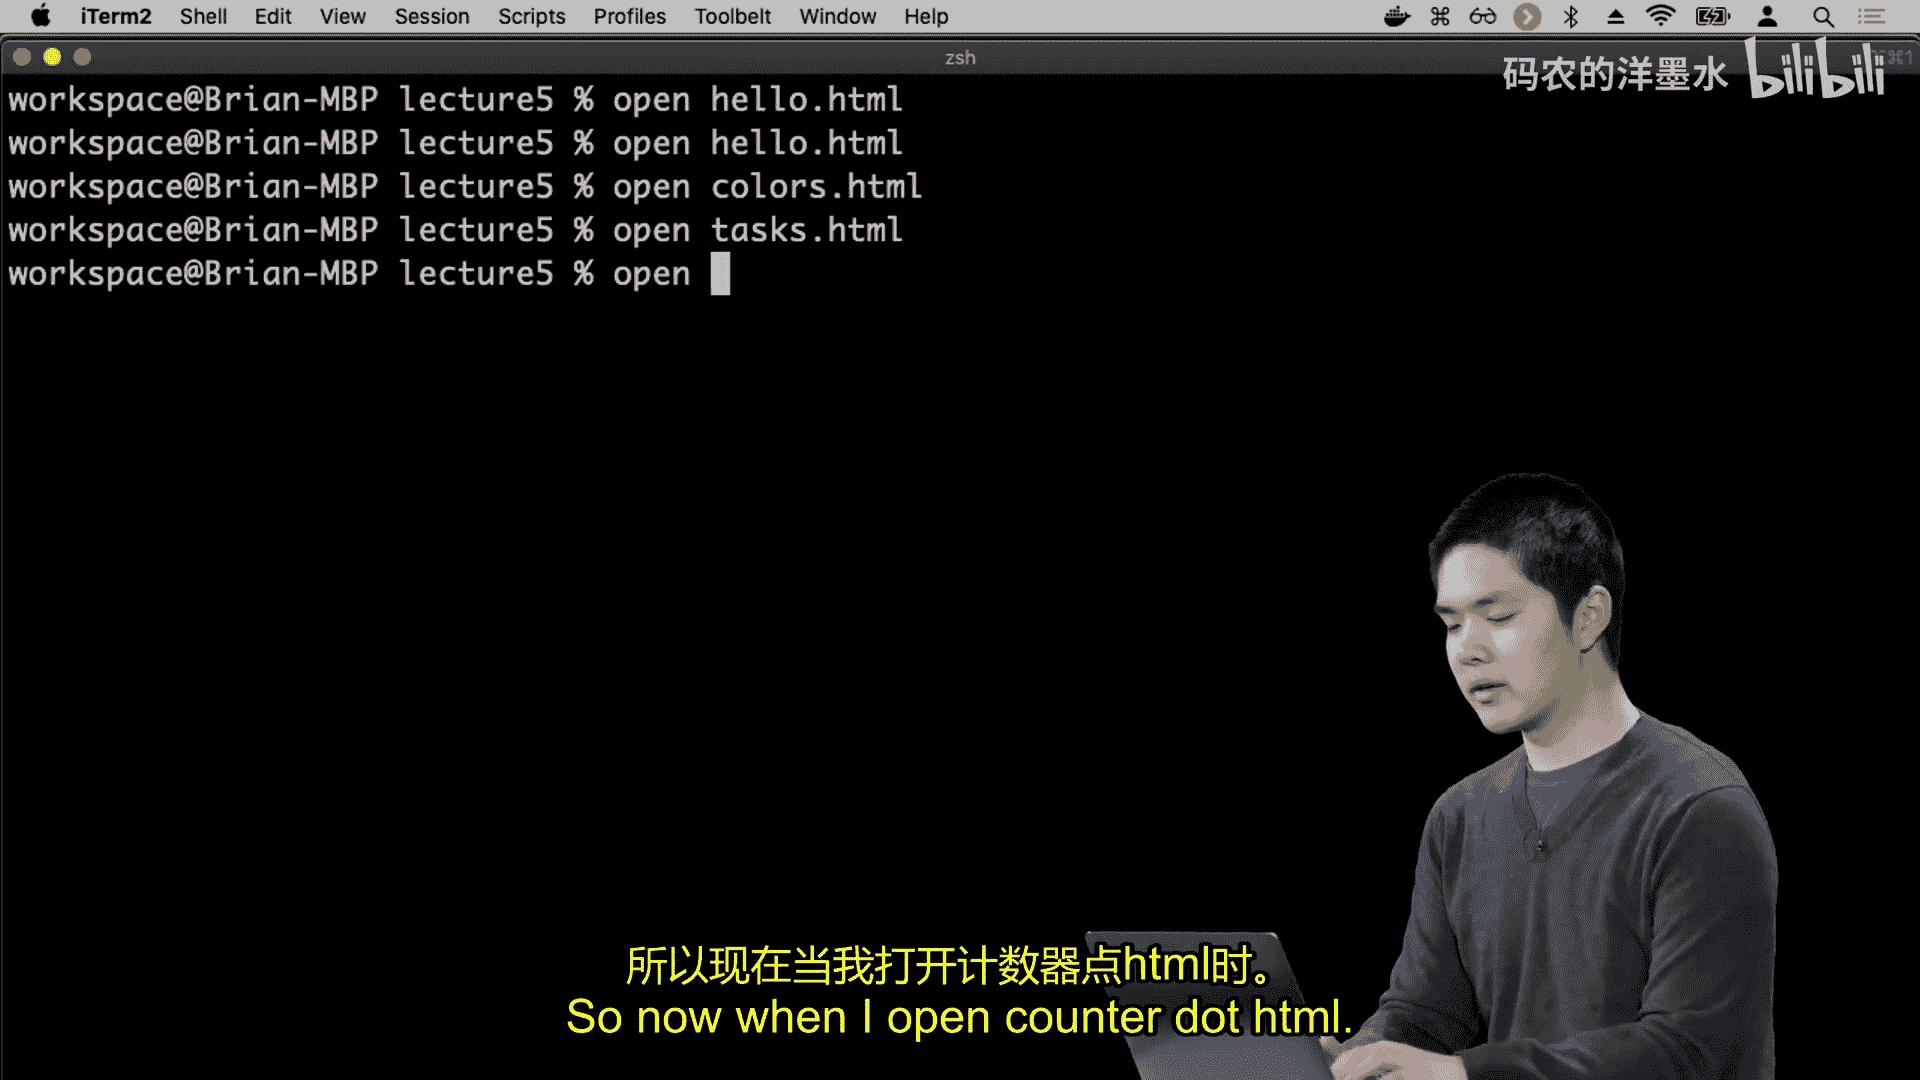 iTerm2 Shell Edit View Session Scripts Profiles Toolbelt Window Help
zsh
⌘1
码农的洋墨水 bilibili
workspace@Brian-MBP lecture5 % open hello.html
workspace@Brian-MBP lecture5 % open hello.html
workspace@Brian-MBP lecture5 % open colors.html
workspace@Brian-MBP lecture5 % open tasks.html
workspace@Brian-MBP lecture5 % open
所以现在当我打开计数器点html时。
So now when I open counter dot html.